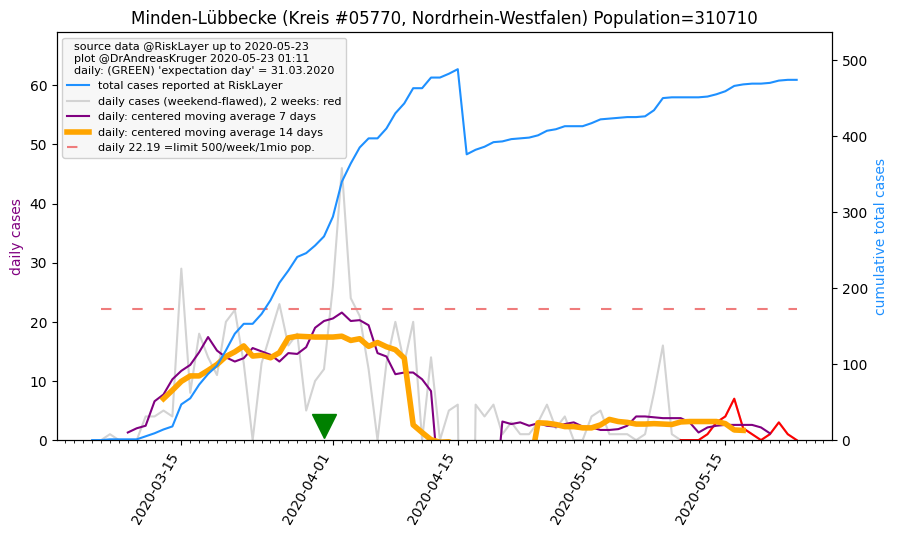 Minden-Lübbecke (Kreis #05770, Nordrhein-Westfalen) Population=310710
source data @RiskLayer up to 2020-05-23
plot @DrAndreasKruger 2020-05-23 01:11
daily: (GREEN) 'expectation day' = 31.03.2020
total cases reported at RiskLayer
daily cases (weekend-flawed), 2 weeks: red
daily: centered moving average 7 days
daily: centered moving average 14 days
daily 22.19 =limit 500/week/1mio pop.
daily cases
60
50
40
30
20
10
0
cumulative total cases
500
400
300
200
100
0
2020-03-15
2020-04-01
2020-04-15
2020-05-01
2020-05-15